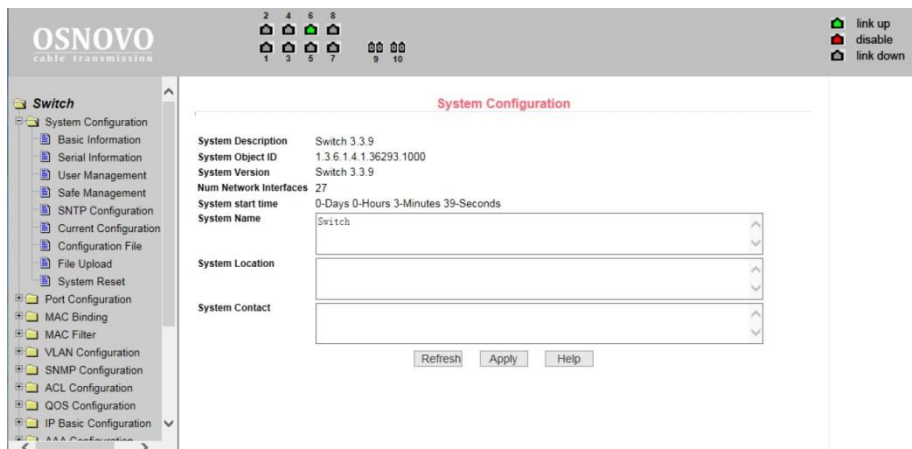 OSNOVO
cable transmission
2 4 6 8
1 3 5 7 9 10
link up
disable
link down
Switch
System Configuration
Basic Information
Serial Information
User Management
Safe Management
SNTP Configuration
Current Configuration
Configuration File
File Upload
System Reset
Port Configuration
MAC Binding
MAC Filter
VLAN Configuration
SNMP Configuration
ACL Configuration
QOS Configuration
IP Basic Configuration
AAA Configuration
System Configuration
System Description Switch 3.3.9
System Object ID 1.3.6.1.4.1.36293.1000
System Version Switch 3.3.9
Num Network Interfaces 27
System start time 0-Days 0-Hours 3-Minutes 39-Seconds
System Name Switch
System Location
System Contact
Refresh Apply Help